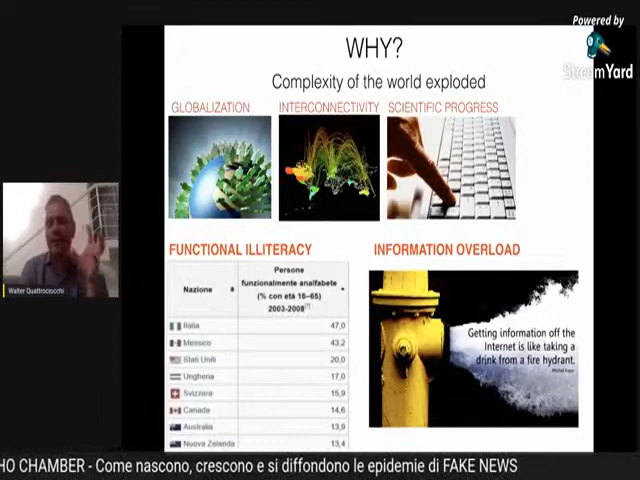 Powered by
StreamYard
WHY?
Complexity of the world exploded
GLOBALIZATION
INTERCONNECTIVITY
SCIENTIFIC PROGRESS
FUNCTIONAL ILLITERACY
INFORMATION OVERLOAD
Nazione
Persone
funzionalmente analfabete
(% con età 16–65)
2003-2009
Italia 47,0
Messico 43,2
Stati Uniti 20,0
Ungheria 17,0
Svizzera 15,9
Canada 14,6
Australia 13,9
Nuova Zelanda 13,4
Getting information off the
Internet is like taking a
drink from a fire hydrant.
Walter Quattrociocchi
HO CHAMBER - Come nascono, crescono e si diffondono le epidemie di FAKE NEWS